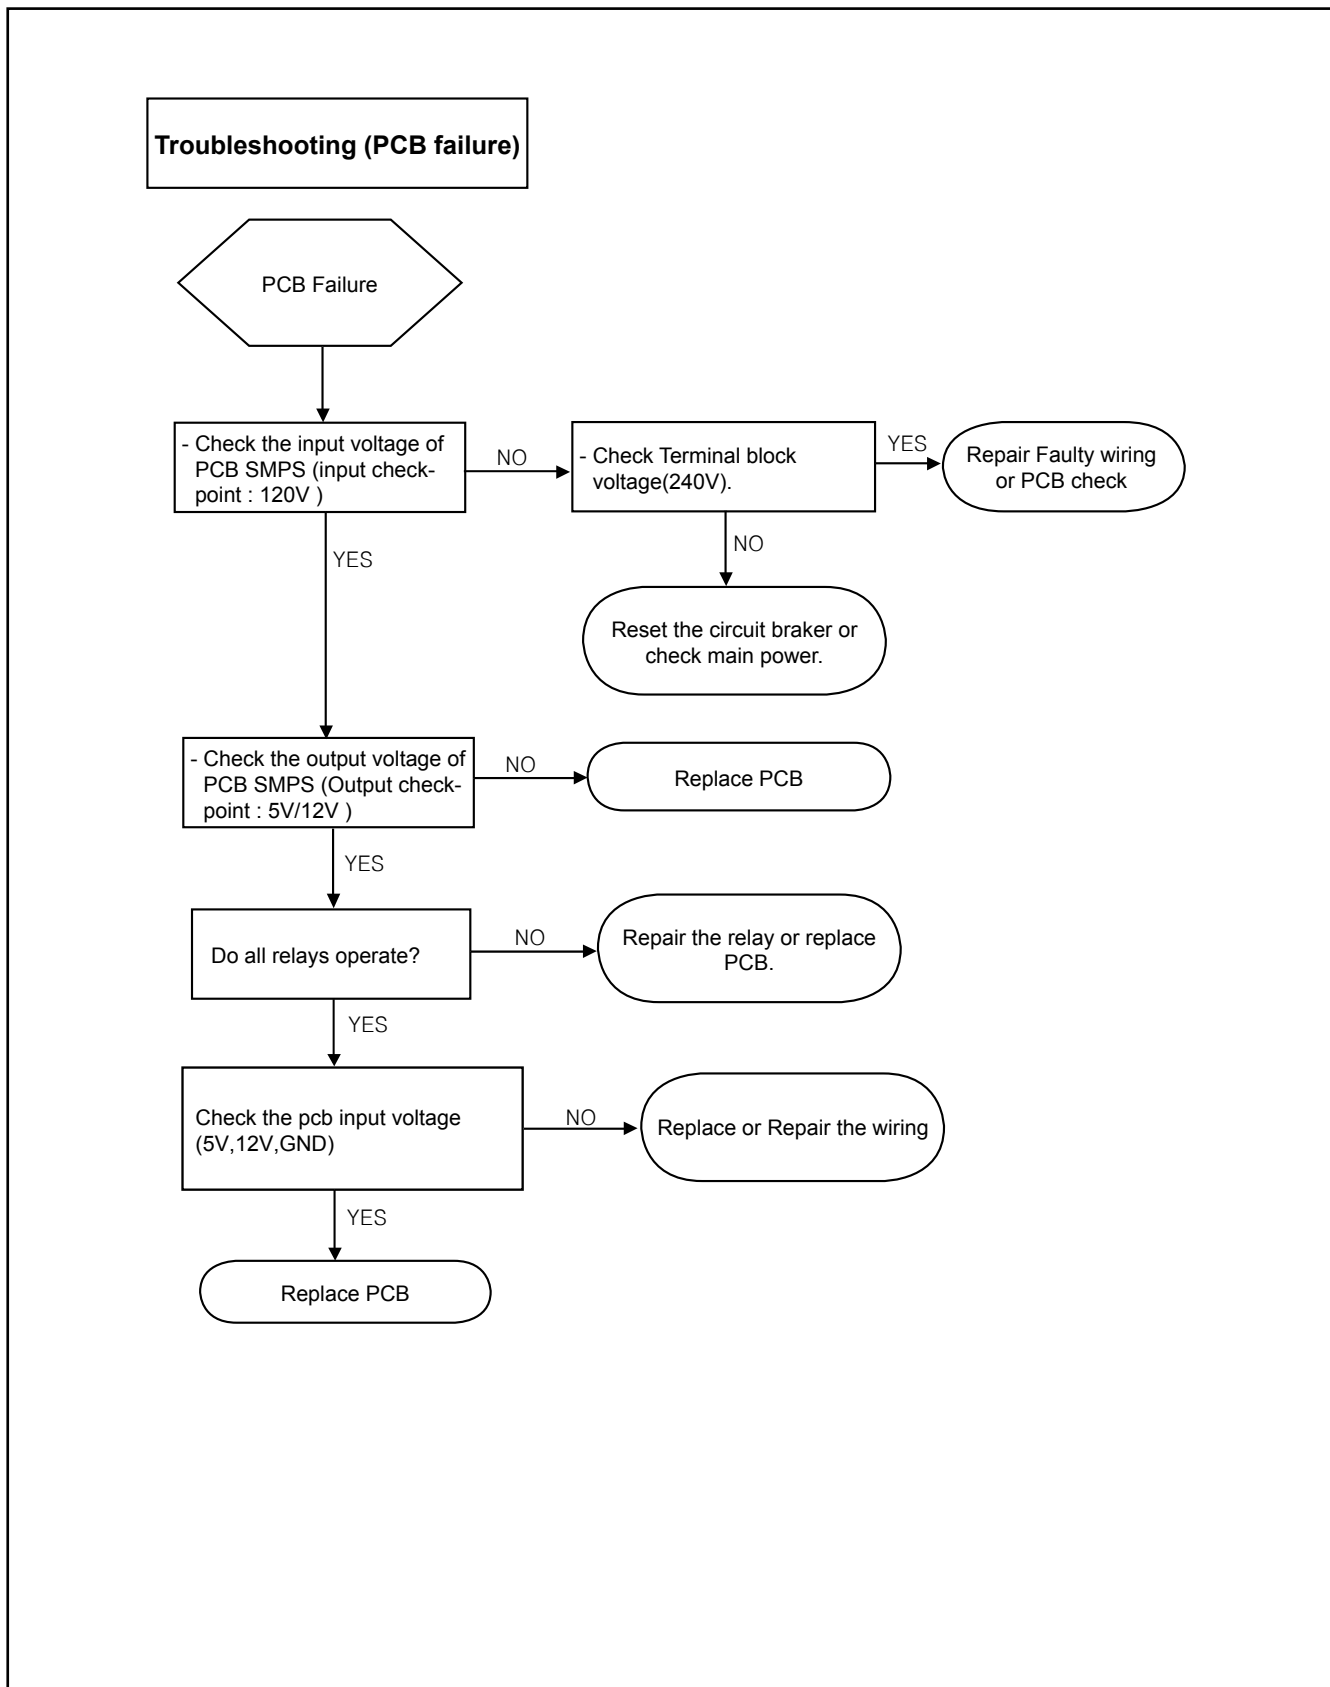 Troubleshooting (PCB failure)
PCB Failure
- Check the input voltage of
PCB SMPS (input check-
point : 120V )
NO
- Check Terminal block
voltage(240V).
YES
Repair Faulty wiring
or PCB check
NO
Reset the circuit braker or
check main power.
YES
- Check the output voltage of
PCB SMPS (Output check-
point : 5V/12V )
NO
Replace PCB
YES
Do all relays operate?
NO
Repair the relay or replace
PCB.
YES
Check the pcb input voltage
(5V,12V,GND)
NO
Replace or Repair the wiring
YES
Replace PCB